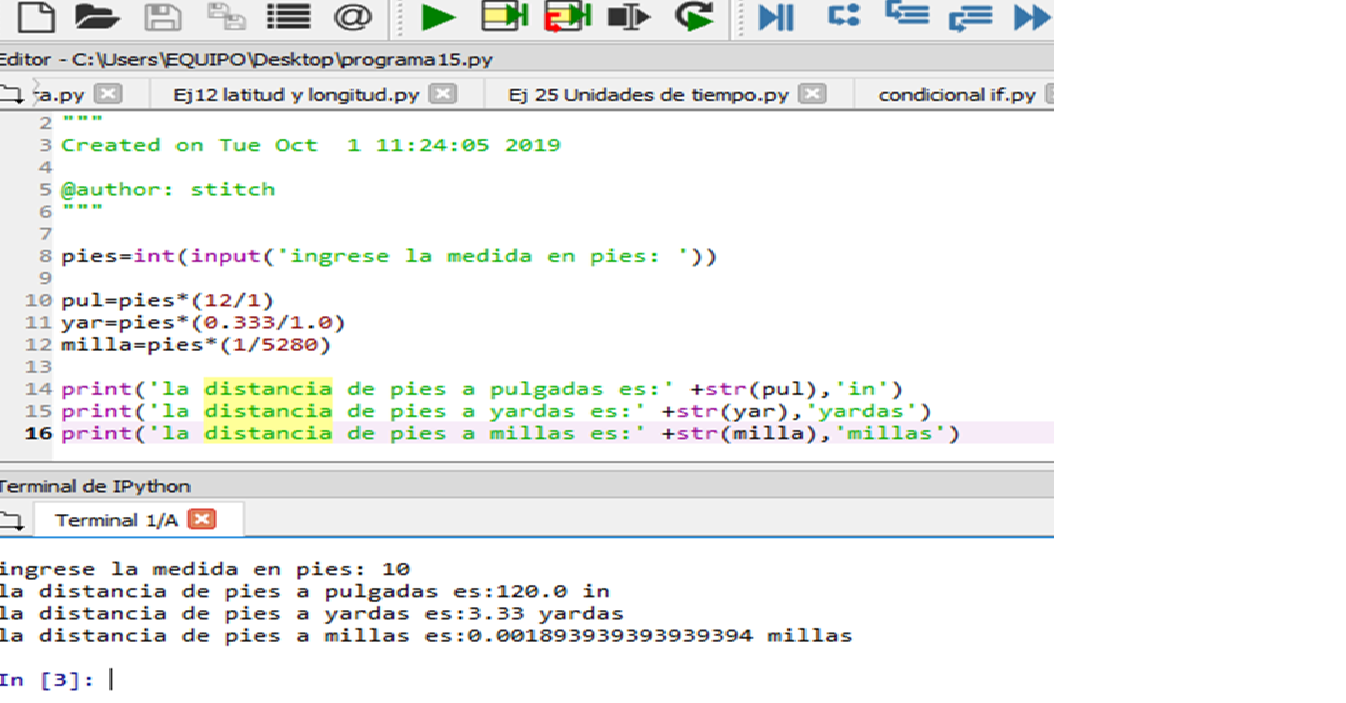 Editor - C:\Users\EQUIPO\Desktop\programa15.py
a.py Ej12 latitud y longitud.py Ej 25 Unidades de tiempo.py condicional if.py
2 """
3 Created on Tue Oct  1 11:24:05 2019
4
5 @author: stitch
6 """
7
8 pies=int(input('ingrese la medida en pies: '))
9
10 pul=pies*(12/1)
11 yar=pies*(0.333/1.0)
12 milla=pies*(1/5280)
13
14 print('la distancia de pies a pulgadas es:' +str(pul),'in')
15 print('la distancia de pies a yardas es:' +str(yar),'yardas')
16 print('la distancia de pies a millas es:' +str(milla),'millas')
Terminal de IPython
Terminal 1/A
ingrese la medida en pies: 10
la distancia de pies a pulgadas es:120.0 in
la distancia de pies a yardas es:3.33 yardas
la distancia de pies a millas es:0.001893939393939394 millas
In [3]: